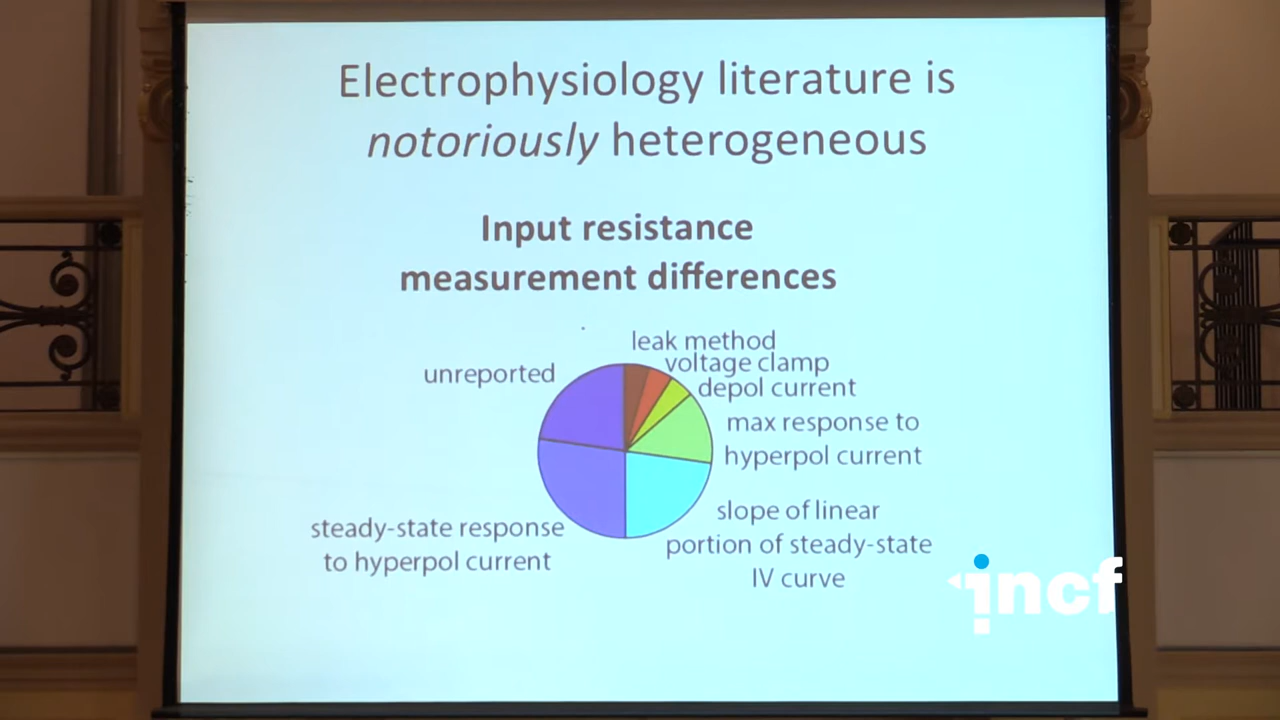 Electrophysiology literature is
notoriously heterogeneous
Input resistance
measurement differences
leak method
voltage clamp
unreported
depol current
max response to
hyperpol current
slope of linear
portion of steady-state
IV curve
steady-state response
to hyperpol current
incf